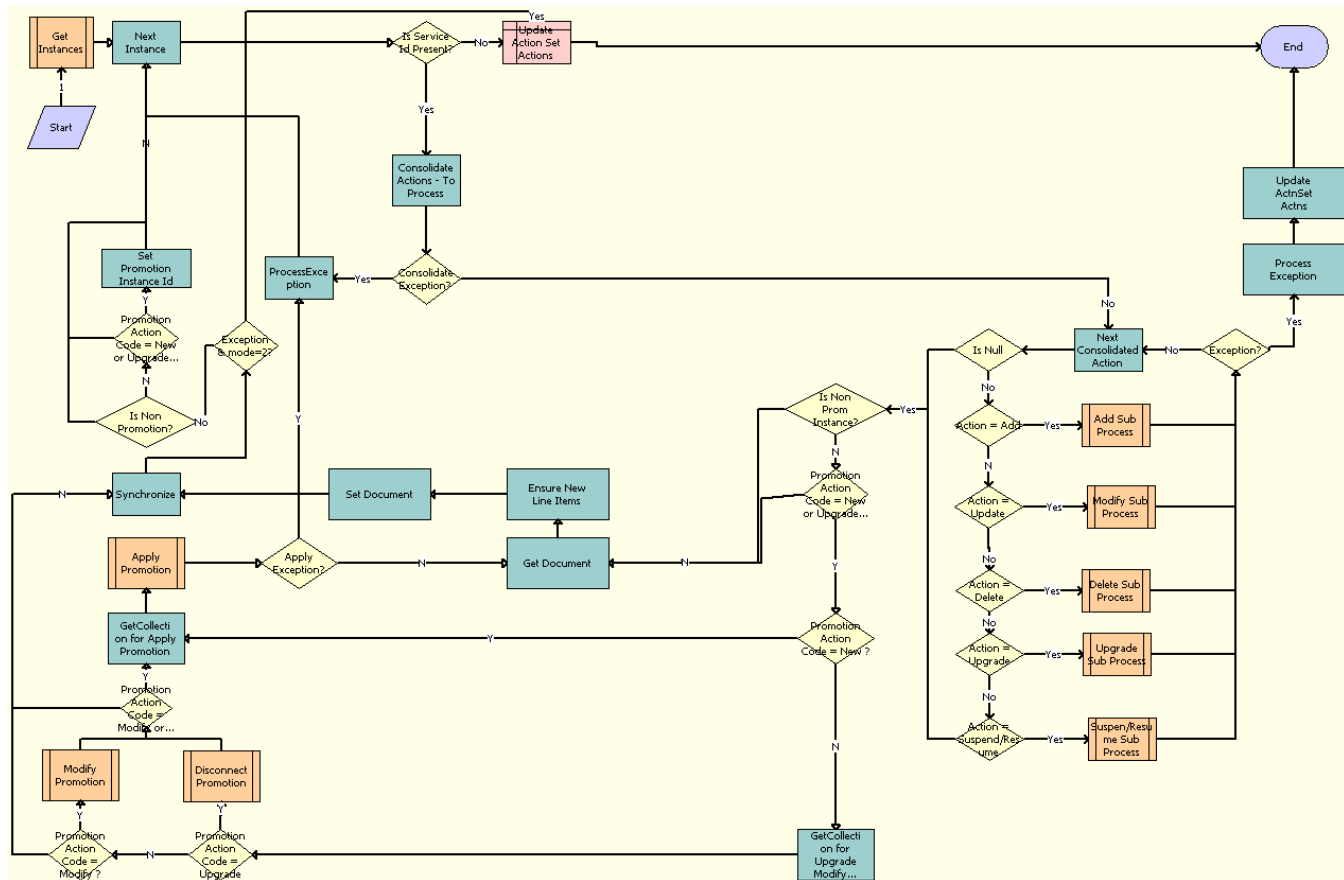 Get
Instances
Next
Instance
Is Service
Id Present?
No
Yes
Update
Action Set
Actions
End
1
Start
Yes
N
Consolidate
Actions - To
Process
Update
ActnSet
Actns
Set
Promotion
Instance Id
ProcessExce
ption
Yes
Consolidate
Exception?
No
Process
Exception
Yes
Y
Promotion
Action
Code = New
or Upgrade...
Exception
& mode=2?
Is Null
Next
Consolidated
Action
No
Exception?
N
No
Is Non
Promotion?
No
Y
Is Non
Prom
Instance?
Yes
Action = Add
Yes
Add Sub
Process
N
N
Synchronize
N
Set Document
Ensure New
Line Items
Promotion
Action
Code = New
or Upgrade...
Action =
Update
Yes
Modify Sub
Process
Apply
Promotion
Apply
Exception?
N
Get Document
N
Y
No
Action =
Delete
Yes
Delete Sub
Process
GetCollecti
on for Apply
Promotion
Y
Promotion
Action
Code = New ?
No
Action =
Upgrade
Yes
Upgrade
Sub Process
Y
Promotion
Action
Code =
Modify or...
No
Action =
Suspend/Res
ume
Yes
Suspen/Resu
me Sub
Process
N
Modify
Promotion
Disconnect
Promotion
Y
Y
Promotion
Action
Code =
Modify ?
N
Promotion
Action
Code =
Upgrade
GetCollecti
on for
Upgrade
Modify...